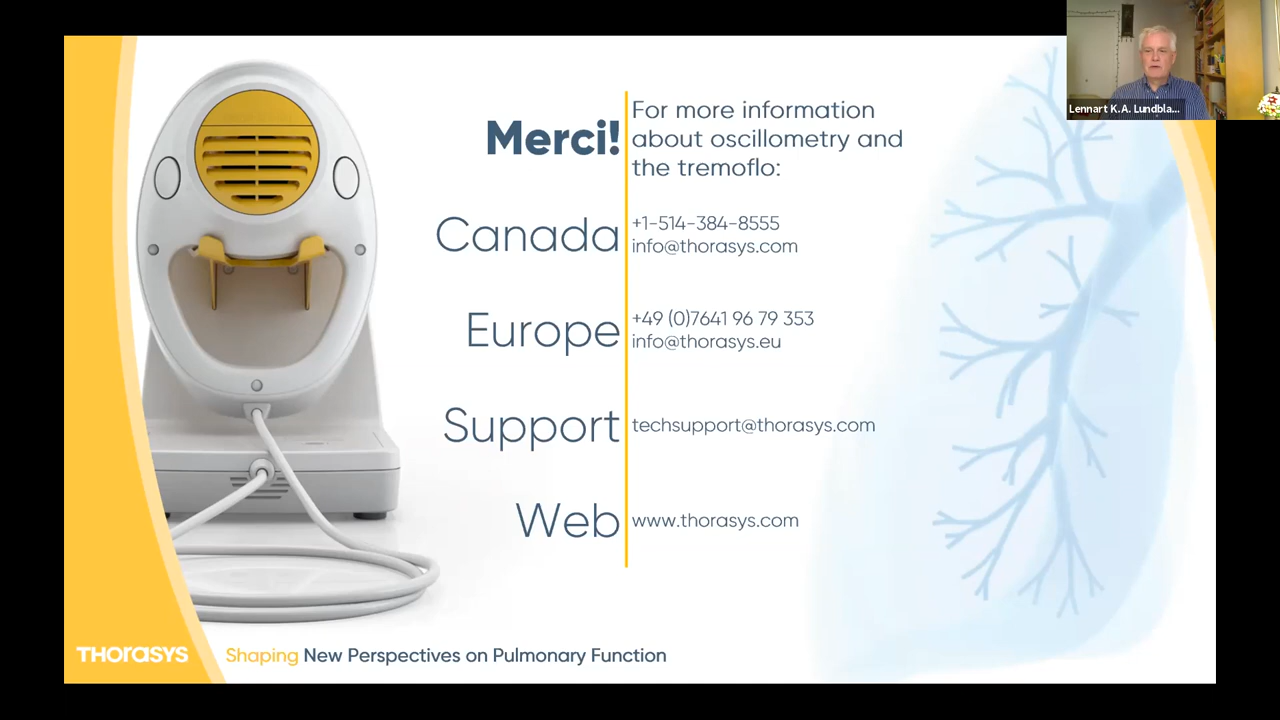 Merci!
For more information
about oscillometry and
the tremoflo:
Canada
+1-514-384-8555
info@thorasys.com
Europe
+49 (0)7641 96 79 353
info@thorasys.eu
Support
techsupport@thorasys.com
Web
www.thorasys.com
THORASYS
Shaping New Perspectives on Pulmonary Function
Lennart K.A. Lundbla...